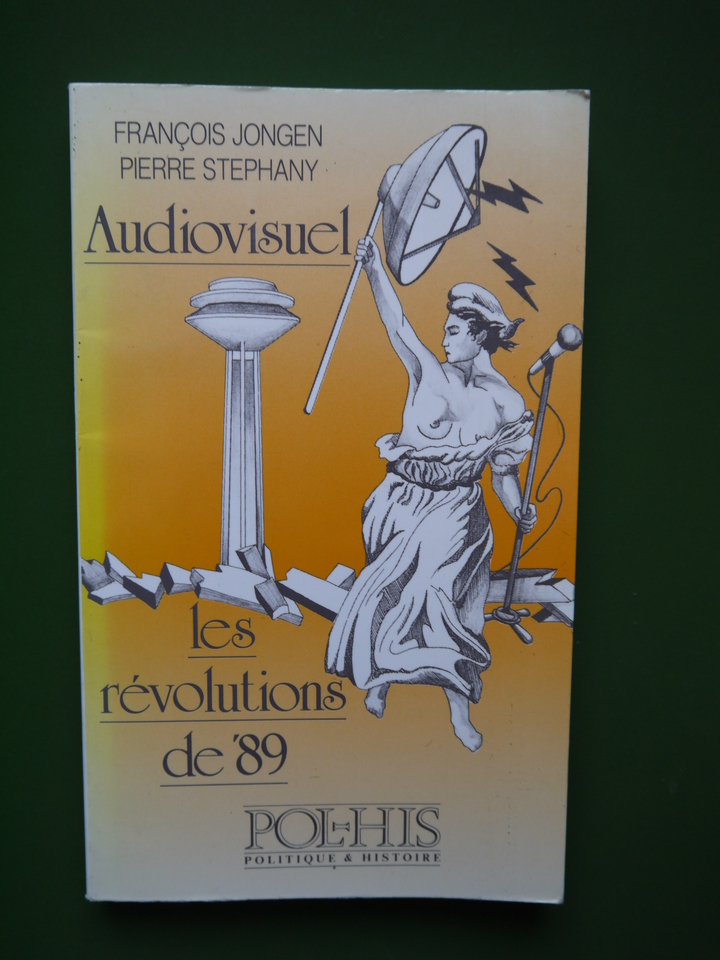 FRANÇOIS JONGEN
PIERRE STEPHANY
Audiovisuel
les
révolutions
de '89
POL-HIS
POLITIQUE & HISTOIRE